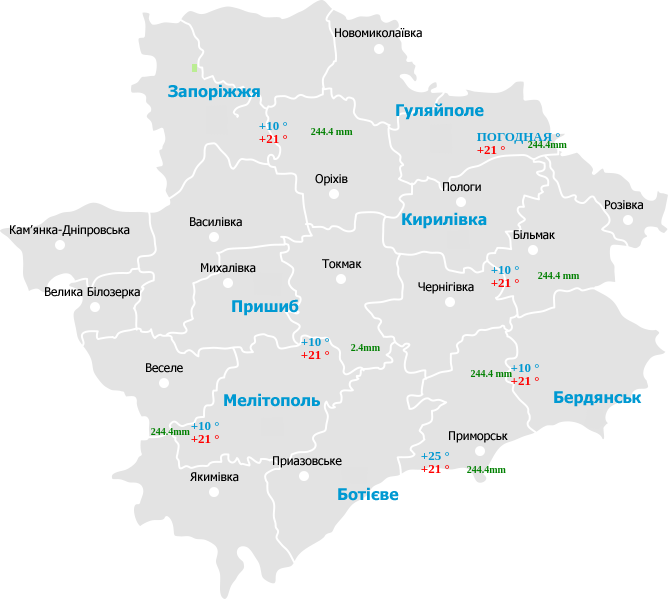 Новомиколаївка
Запоріжжя
Гуляйполе
+10 °
+21 °
244.4 mm
ПОГОДНАЯ °
+21 °
244.4mm
Оріхів
Пологи
Розівка
Кам'янка-Дніпровська
Василівка
Кирилівка
Більмак
Михалівка
Токмак
+10 °
+21 °
244.4 mm
Чернігівка
Велика Білозерка
Пришиб
+10 °
+21 °
2.4mm
Веселе
244.4 mm
+10 °
+21 °
Мелітополь
Бердянськ
244.4mm
+10 °
+21 °
Приморськ
+25 °
+21 °
244.4mm
Приазовське
Якимівка
Ботієве